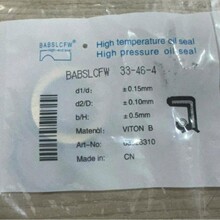 BABSLCFW
High temperature oil seal
High pressure oil seal
BABSLCFW 33-46-4
d1/d: ±0.15mm
d2/D: ±0.10mm
b/H: ±0.5mm
Material: VITON B
Art-No:
Made in: CN